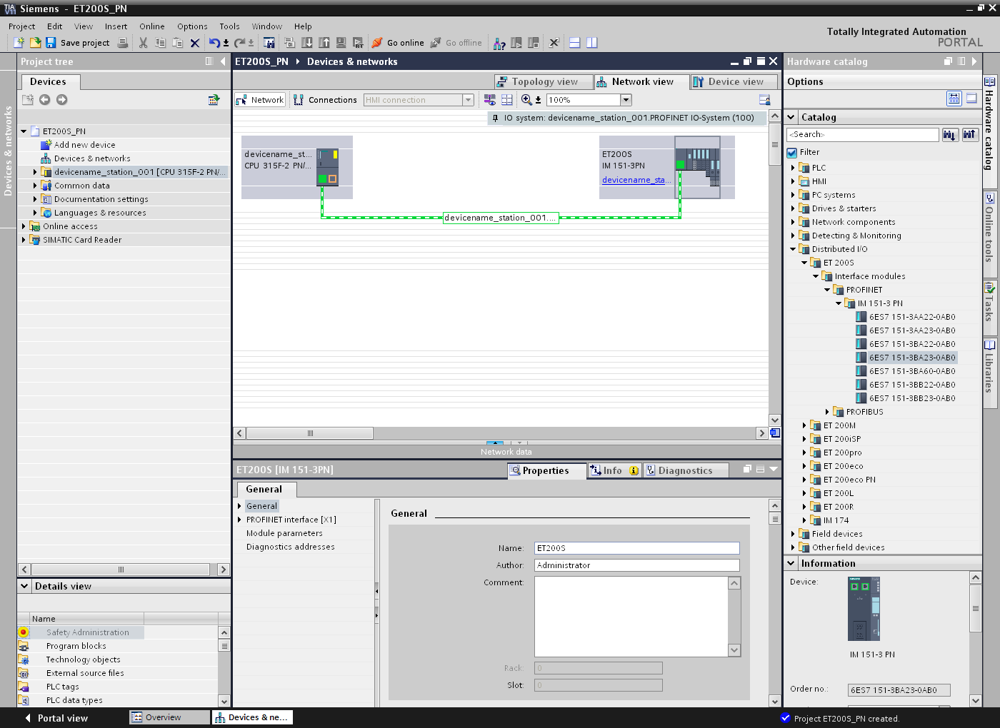 Siemens - ET200S_PN
Project Edit View Insert Online Options Tools Window Help
Totally Integrated Automation
PORTAL
Save project
Go online
Go offline
Project tree
Devices
ET200S_PN
Add new device
Devices & networks
devicename_station_001 [CPU 315F-2 PN/...
Common data
Documentation settings
Languages & resources
Online access
SIMATIC Card Reader
Details view
Name
Safety Administration
Program blocks
Technology objects
External source files
PLC tags
PLC data types
Devices & networks
ET200S_PN Devices & networks
Topology view
Network view
Device view
Network
Connections
HMI connection
100%
IO system: devicename_station_001.PROFINET IO-System (100)
devicename_st...
CPU 315F-2 PN/...
ET200S
IM 151-3PN
devicename_sta...
devicename_station_001....
Network data
ET200S [IM 151-3PN]
Properties
Info
Diagnostics
General
General
PROFINET interface [X1]
Module parameters
Diagnostics addresses
General
Name: ET200S
Author: Administrator
Comment:
Rack: 0
Slot: 0
Hardware catalog
Options
Catalog
<Search>
Filter
PLC
HMI
PC systems
Drives & starters
Network components
Detecting & Monitoring
Distributed I/O
ET 200S
Interface modules
PROFINET
IM 151-3 PN
6ES7 151-3AA22-0AB0
6ES7 151-3AA23-0AB0
6ES7 151-3BA22-0AB0
6ES7 151-3BA23-0AB0
6ES7 151-3BA60-0AB0
6ES7 151-3BB22-0AB0
6ES7 151-3BB23-0AB0
PROFIBUS
ET 200M
ET 200iSP
ET 200pro
ET 200eco
ET 200eco PN
ET 200L
ET 200R
IM 174
Field devices
Other field devices
Information
Device:
IM 151-3 PN
Order no.: 6ES7 151-3BA23-0AB0
Hardware catalog
Online tools
Tasks
Libraries
Portal view
Overview
Devices & ne...
Project ET200S_PN created.